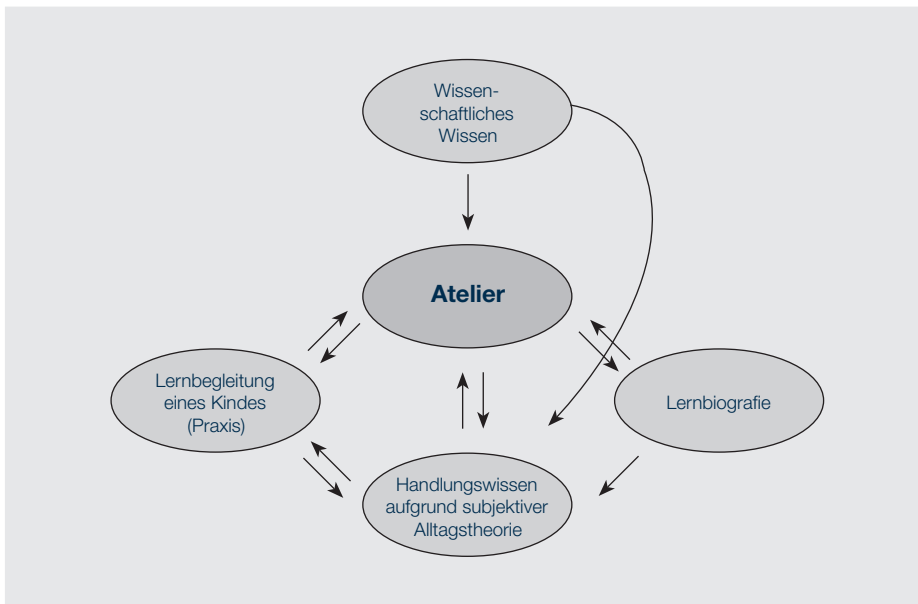 Wissen-
schaftliches
Wissen
Atelier
Lernbegleitung
eines Kindes
(Praxis)
Lernbiografie
Handlungswissen
aufgrund subjektiver
Alltagstheorie